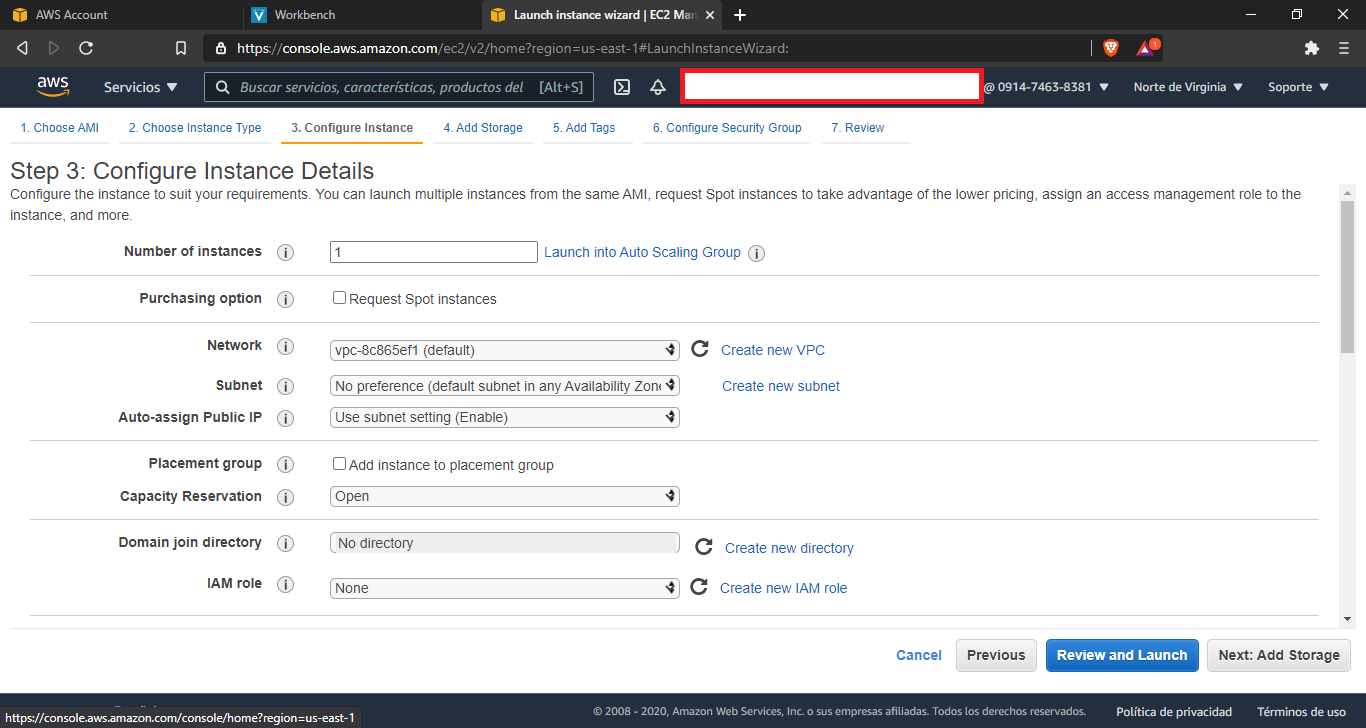 AWS Account
Workbench
Launch instance wizard | EC2 Man
https://console.aws.amazon.com/ec2/v2/home?region=us-east-1#LaunchInstanceWizard:
1
aws
Servicios
Buscar servicios, características, productos del [Alt+S]
@ 0914-7463-8381
Norte de Virginia
Soporte
1. Choose AMI
2. Choose Instance Type
3. Configure Instance
4. Add Storage
5. Add Tags
6. Configure Security Group
7. Review
Step 3: Configure Instance Details
Configure the instance to suit your requirements. You can launch multiple instances from the same AMI, request Spot instances to take advantage of the lower pricing, assign an access management role to the
instance, and more.
Number of instances
1
Launch into Auto Scaling Group
Purchasing option
Request Spot instances
Network
vpc-8c865ef1 (default)
Create new VPC
Subnet
No preference (default subnet in any Availability Zone
Create new subnet
Auto-assign Public IP
Use subnet setting (Enable)
Placement group
Add instance to placement group
Capacity Reservation
Open
Domain join directory
No directory
Create new directory
IAM role
None
Create new IAM role
Cancel
Previous
Review and Launch
Next: Add Storage
https://console.aws.amazon.com/console/home?region=us-east-1
© 2008 - 2020, Amazon Web Services, Inc. o sus empresas afiliadas. Todos los derechos reservados.
Política de privacidad
Términos de uso